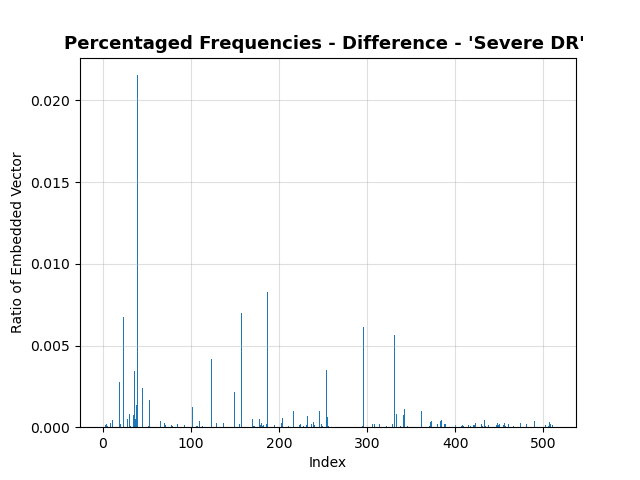 Percentaged Frequencies - Difference - 'Severe DR'
0.020
0.015
0.010
0.005
0.000
0 100 200 300 400 500
Index
Ratio of Embedded Vector